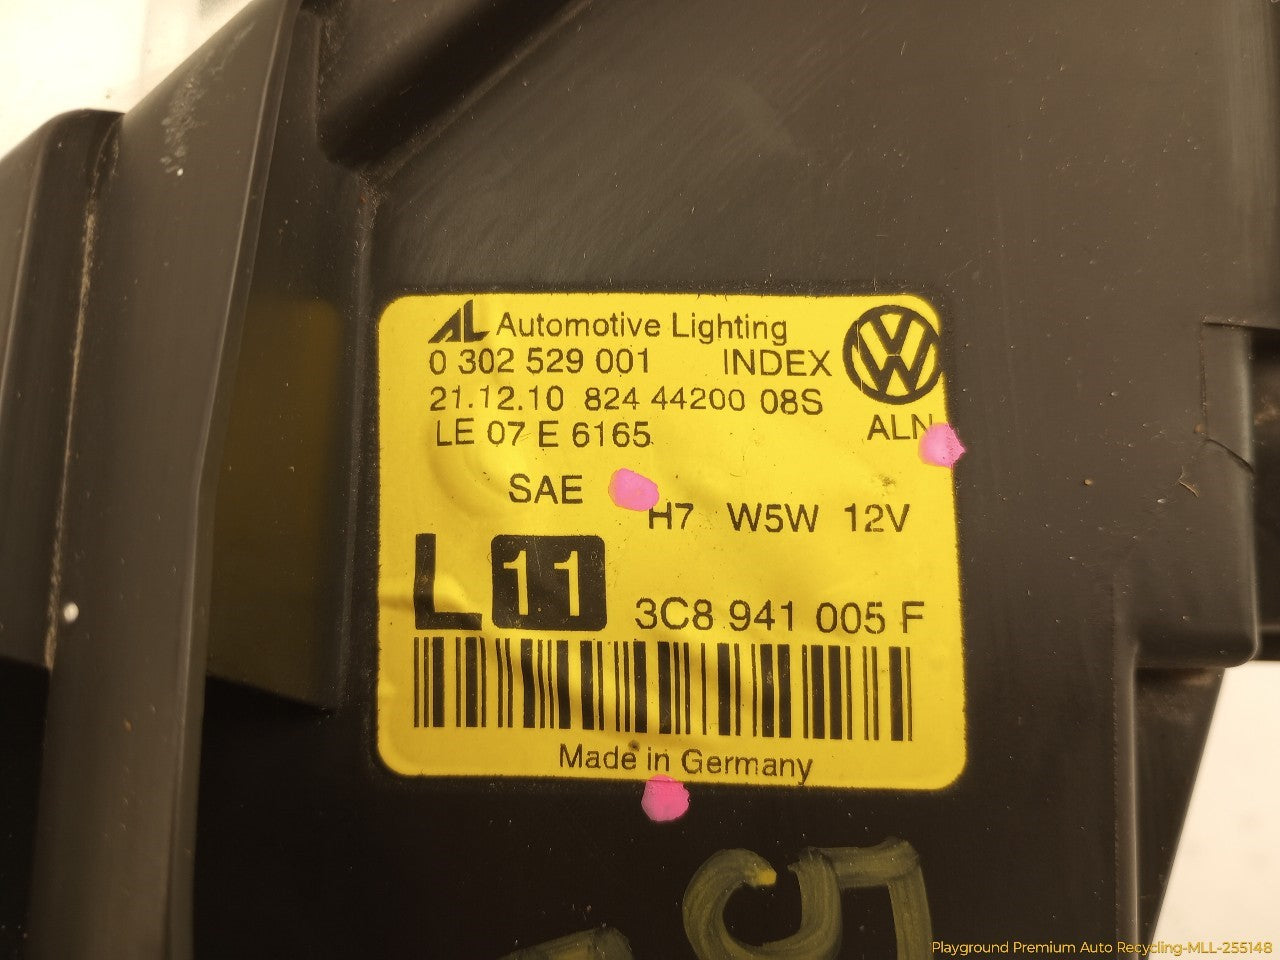 AL Automotive Lighting
0 302 529 001 INDEX
21.12.10 824 44200 08S
LE 07 E 6165
ALN
SAE
H7 W5W 12V
L 11 3C8 941 005 F
Made in Germany
Playground Premium Auto Recycling-MLL-255148